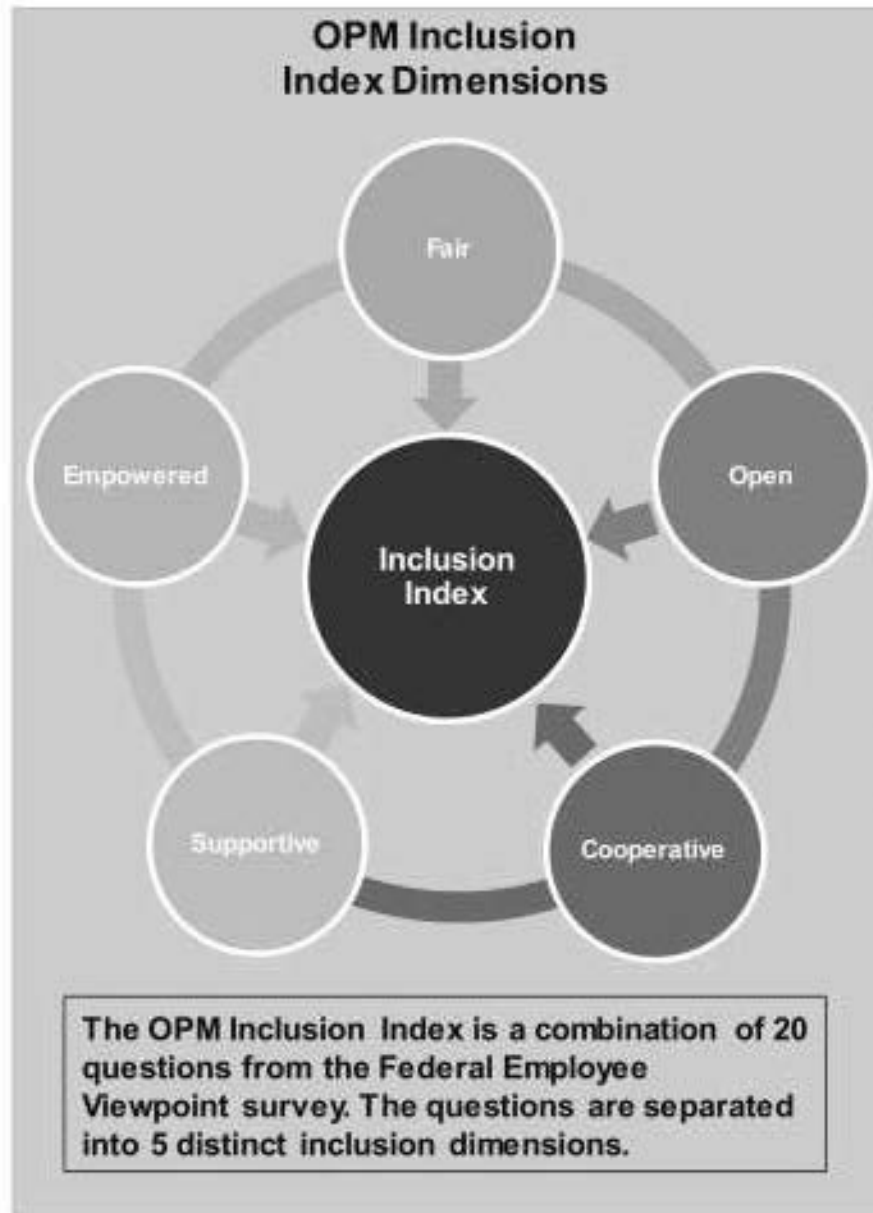 OPM Inclusion
Index Dimensions
Fair
Empowered
Open
Inclusion
Index
Supportive
Cooperative
The OPM Inclusion Index is a combination of 20
questions from the Federal Employee
Viewpoint survey. The questions are separated
into 5 distinct inclusion dimensions.